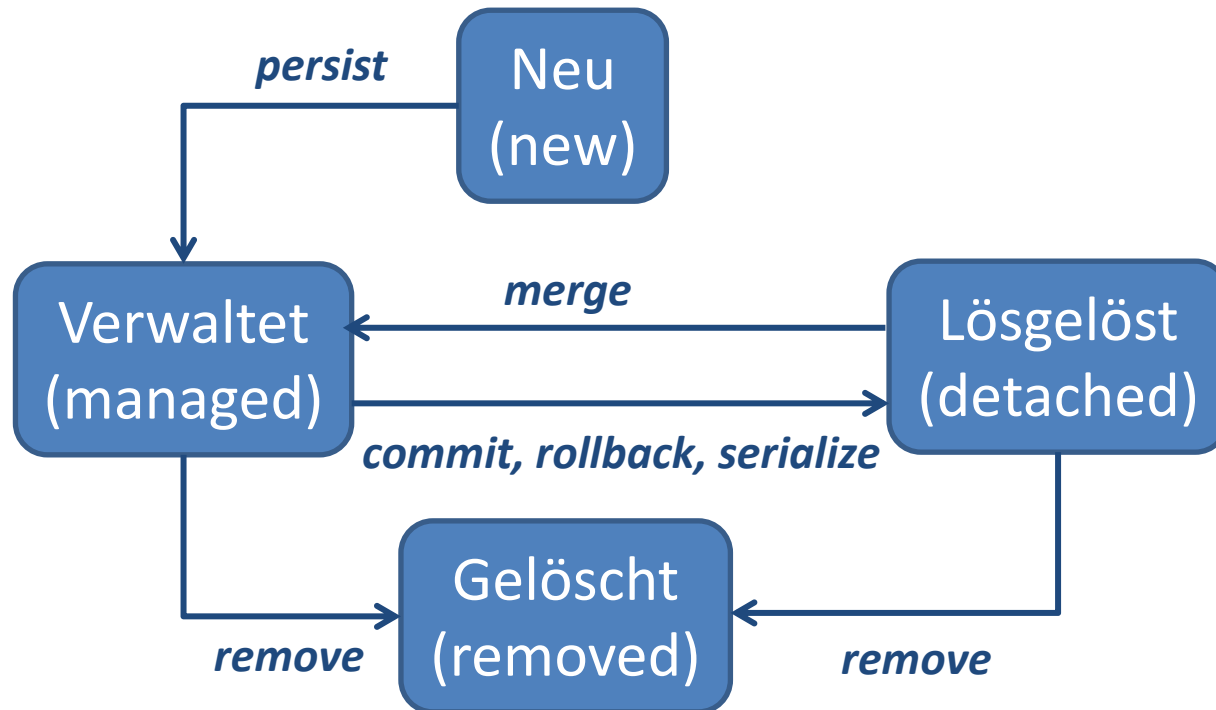 persist
Neu
(new)
Verwaltet
(managed)
merge
Lösgelöst
(detached)
commit, rollback, serialize
Gelöscht
(removed)
remove
remove